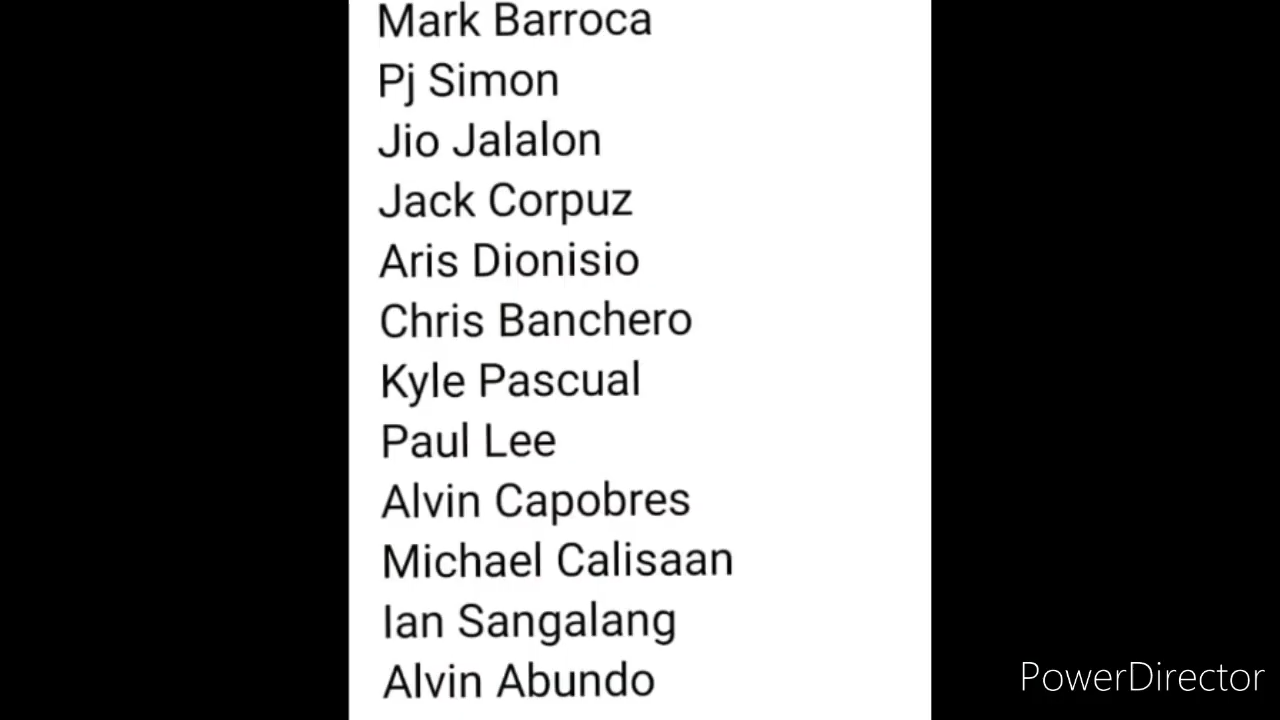 Mark Barroca
Pj Simon
Jio Jalalon
Jack Corpuz
Aris Dionisio
Chris Banchero
Kyle Pascual
Paul Lee
Alvin Capobres
Michael Calisaan
Ian Sangalang
Alvin Abundo
PowerDirector